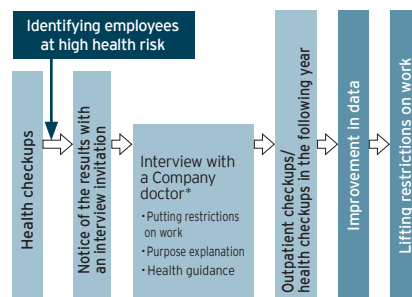 Identifying employees
at high health risk
Health checkups
Notice of the results with
an interview invitation
Interview with
a Company
doctor*
・Putting restrictions
on work
・Purpose explanation
・Health guidance
Outpatient checkups/
health checkups in the following year
Improvement in data
Lifting restrictions on work